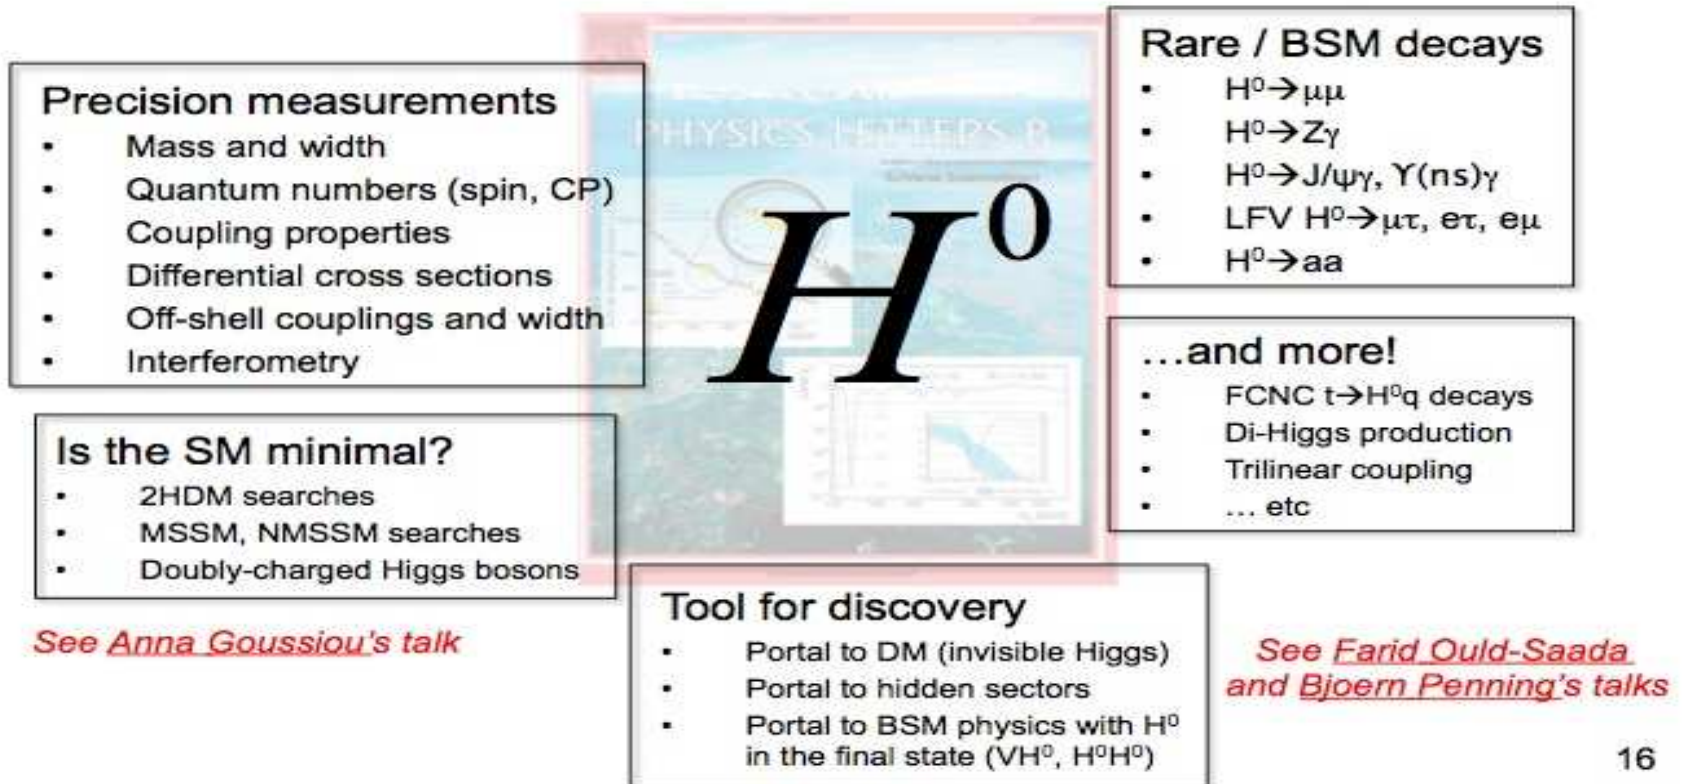 Precision measurements
• Mass and width
• Quantum numbers (spin, CP)
• Coupling properties
• Differential cross sections
• Off-shell couplings and width
• Interferometry
Is the SM minimal?
• 2HDM searches
• MSSM, NMSSM searches
• Doubly-charged Higgs bosons
See Anna Goussiou's talk
PHYSICS LETTERS B
H⁰
Tool for discovery
• Portal to DM (invisible Higgs)
• Portal to hidden sectors
• Portal to BSM physics with H⁰
in the final state (VH⁰, H⁰H⁰)
Rare / BSM decays
• H⁰→μμ
• H⁰→Zγ
• H⁰→J/ψγ, ϒ(ns)γ
• LFV H⁰→μτ, eτ, eμ
• H⁰→aa
...and more!
• FCNC t→H⁰q decays
• Di-Higgs production
• Trilinear coupling
• ... etc
See Farid Ould-Saada
and Bjoern Penning's talks
16